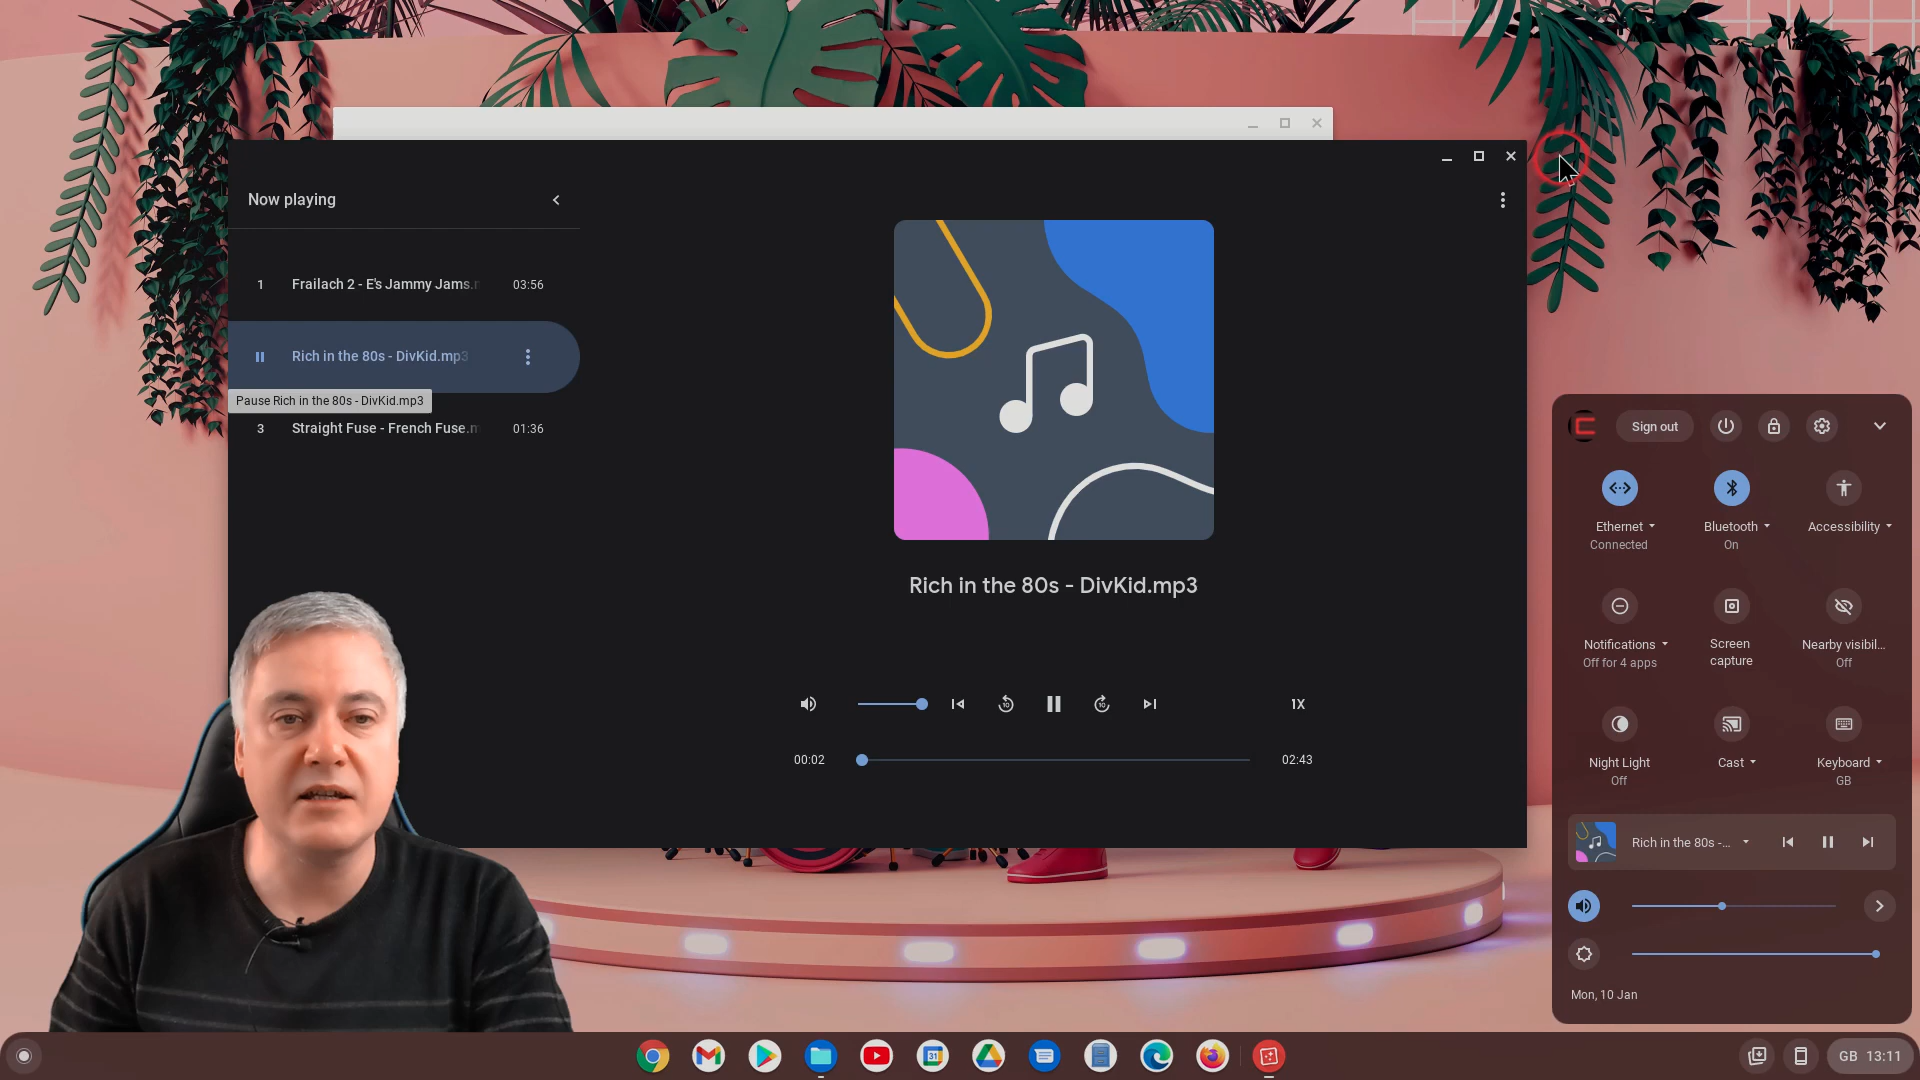 Now playing
1 Frailach 2 - E's Jammy Jams. 03:56
Rich in the 80s - DivKid.mp3
Pause Rich in the 80s - DivKid.mp3
3 Straight Fuse - French Fuse. 01:36
Rich in the 80s - DivKid.mp3
10
10
1X
00:02
02:43
Sign out
Ethernet
Connected
Bluetooth
On
Accessibility
Notifications
Off for 4 apps
Screen
capture
Nearby visibil...
Off
Night Light
Off
Cast
Keyboard
GB
Rich in the 80s -...
Mon, 10 Jan
31
GB 13:11